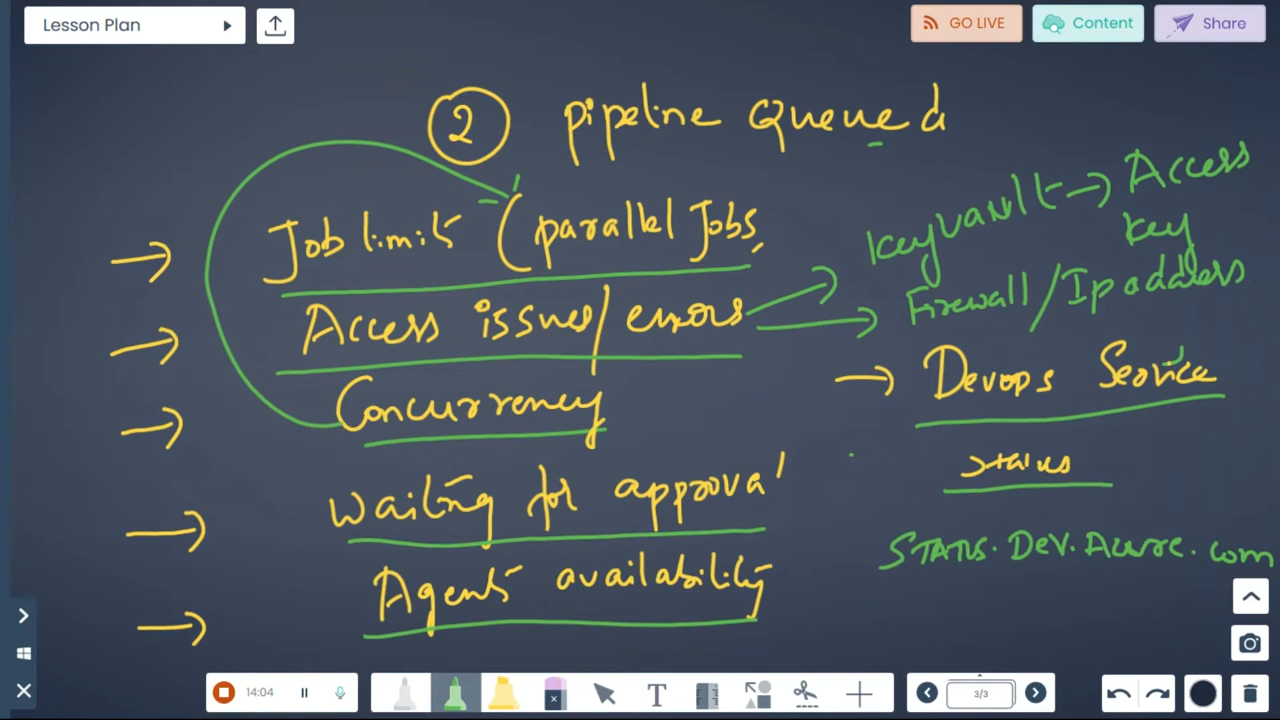 Lesson Plan
GO LIVE
Content
Share
2 pipeline Queued
Job limits (parallel Jobs,
Access issues/errors
Concurrency
Waiting for approval
Agents availability
Keyvault → Access
Key
Firewall/Ip address
→ Devops Service
status
STATUS.DEV.Azure.com
14:04
T
3/3